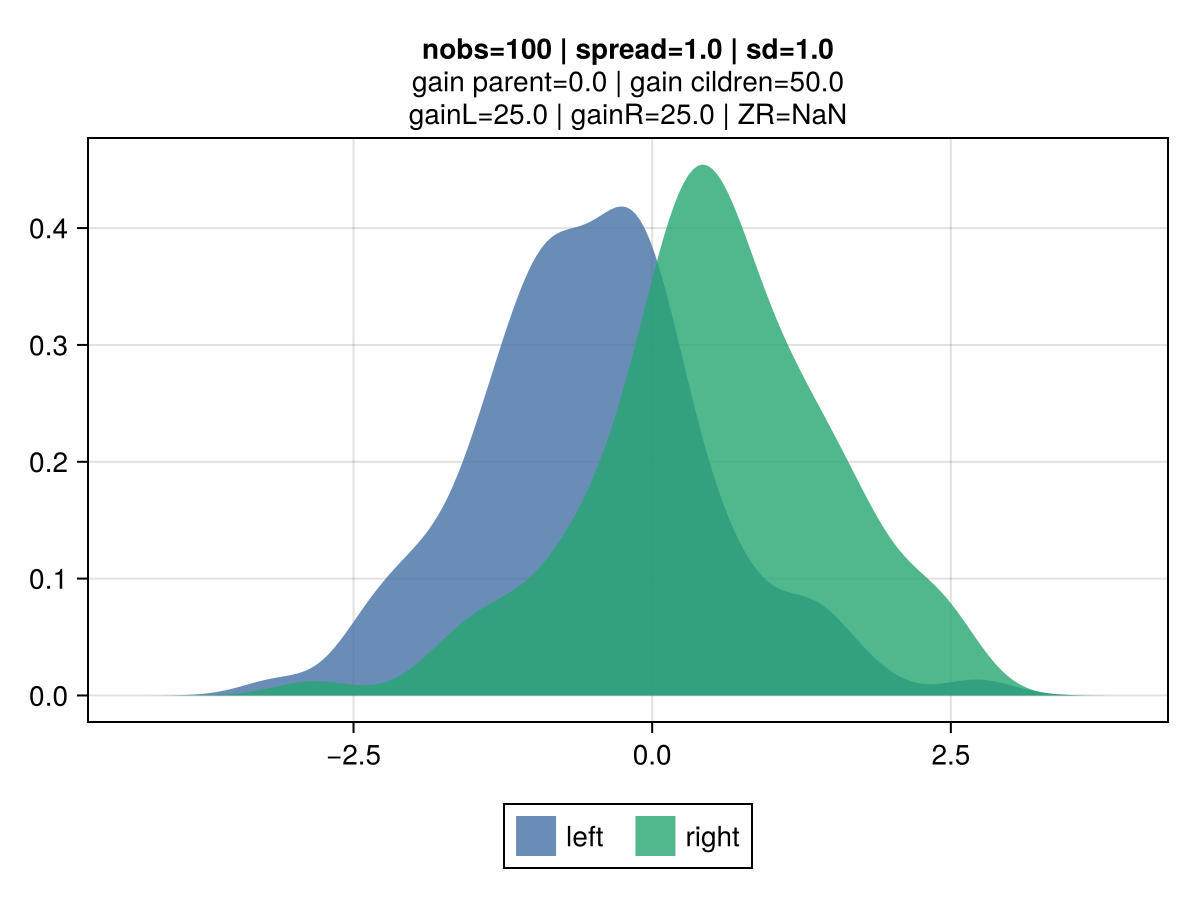 nobs=100 | spread=1.0 | sd=1.0
gain parent=0.0 | gain cildren=50.0
gainL=25.0 | gainR=25.0 | ZR=NaN
0.4
0.3
0.2
0.1
0.0
−2.5 0.0 2.5
left right